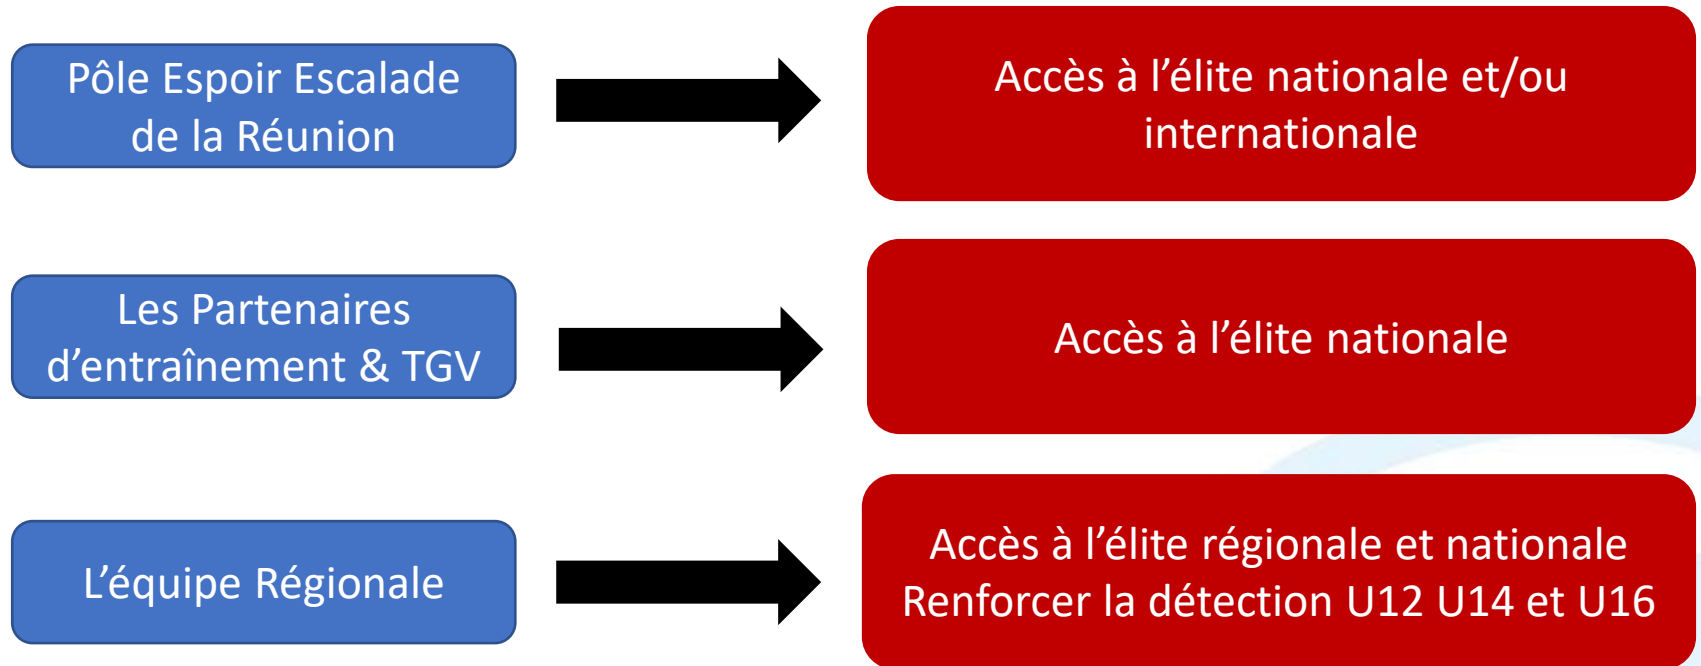 Pôle Espoir Escalade
de la Réunion
Accès à l’élite nationale et/ou
internationale
Les Partenaires
d’entraînement & TGV
Accès à l’élite nationale
L’équipe Régionale
Accès à l’élite régionale et nationale
Renforcer la détection U12 U14 et U16